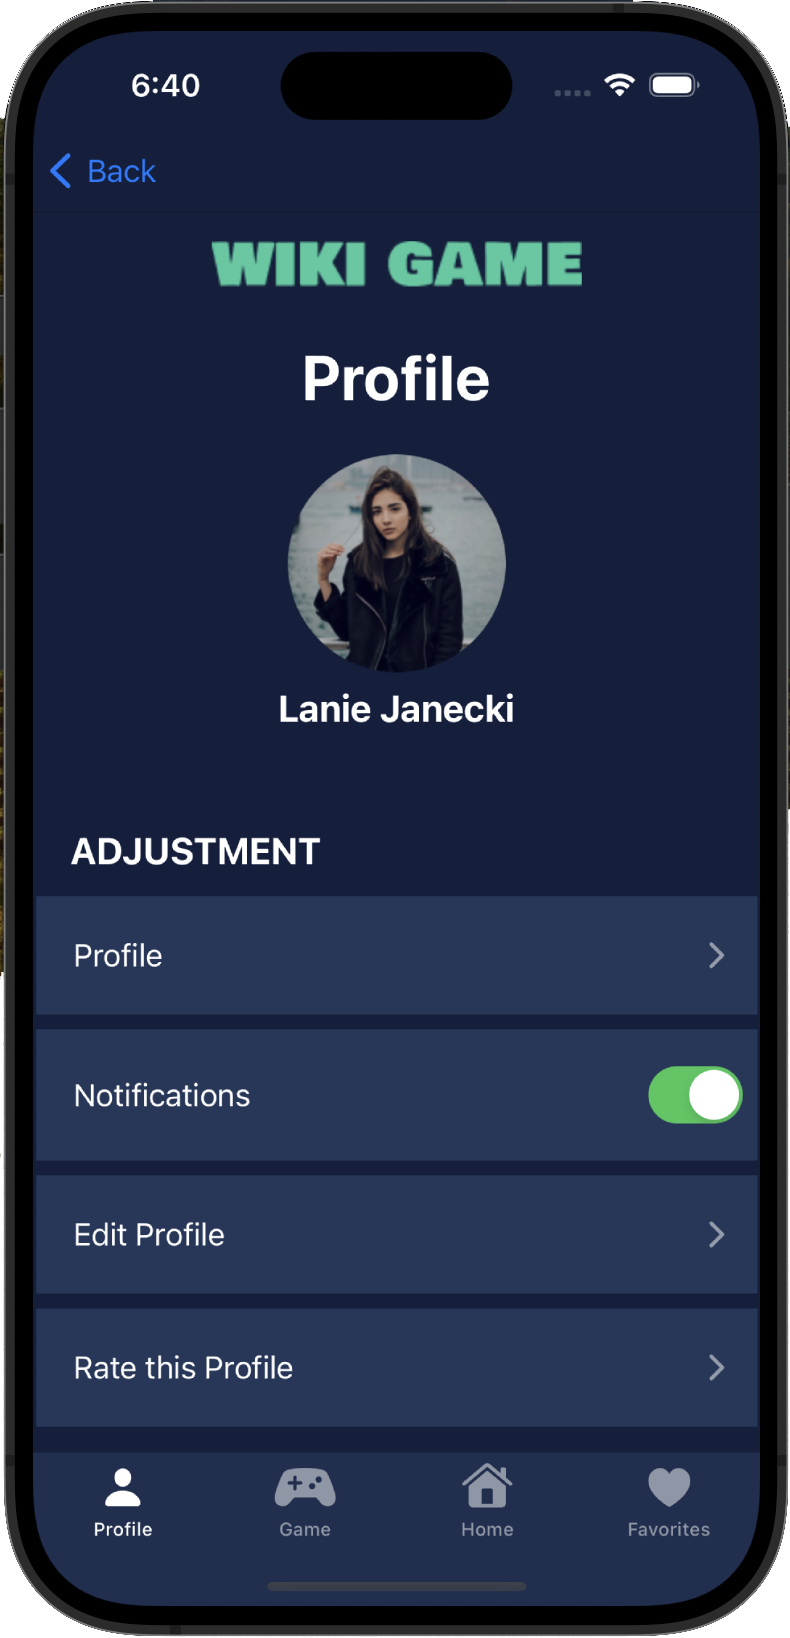 6:40
Back
WIKI GAME
Profile
Lanie Janecki
ADJUSTMENT
Profile
Notifications
Edit Profile
Rate this Profile
Profile Game Home Favorites